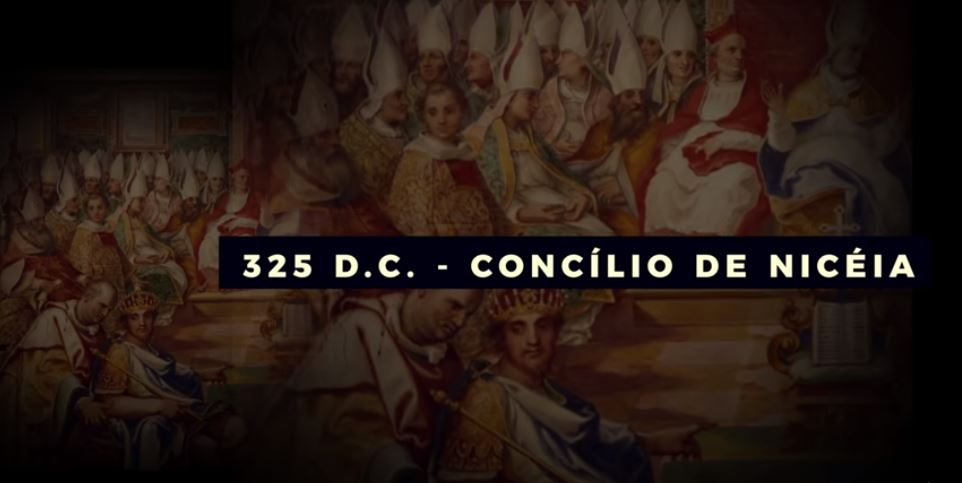 325 D.C. - CONCÍLIO DE NICÉIA